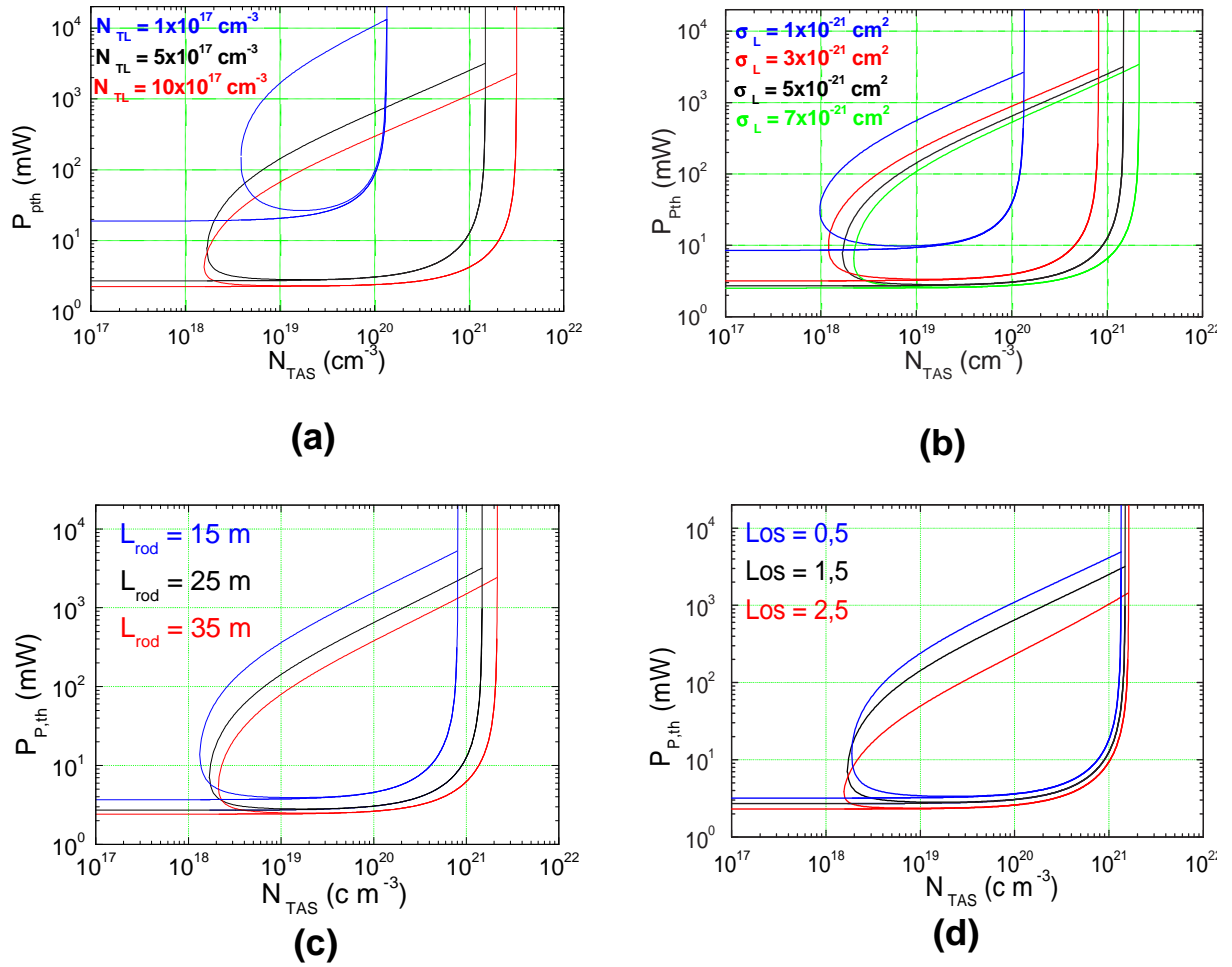 (a)
N TL = 1x10^17 cm^-3
N TL = 5x10^17 cm^-3
N TL = 10x10^17 cm^-3
P_pth (mW)
10^4
10^3
10^2
10^1
10^0
10^17 10^18 10^19 10^20 10^21 10^22
N_TAS (cm^-3)
(a)
(b)
σ L = 1x10^-21 cm^2
σ L = 3x10^-21 cm^2
σ L = 5x10^-21 cm^2
σ L = 7x10^-21 cm^2
P_Pth (mW)
10^4
10^3
10^2
10^1
10^0
10^17 10^18 10^19 10^20 10^21 10^22
N_TAS (cm^-3)
(b)
L_rod = 15 m
L_rod = 25 m
L_rod = 35 m
P_P,th (mW)
10^4
10^3
10^2
10^1
10^0
10^17 10^18 10^19 10^20 10^21 10^22
N_TAS (c m^-3)
(c)
Los = 0,5
Los = 1,5
Los = 2,5
P_P,th (mW)
10^4
10^3
10^2
10^1
10^0
10^17 10^18 10^19 10^20 10^21 10^22
N_TAS (c m^-3)
(d)